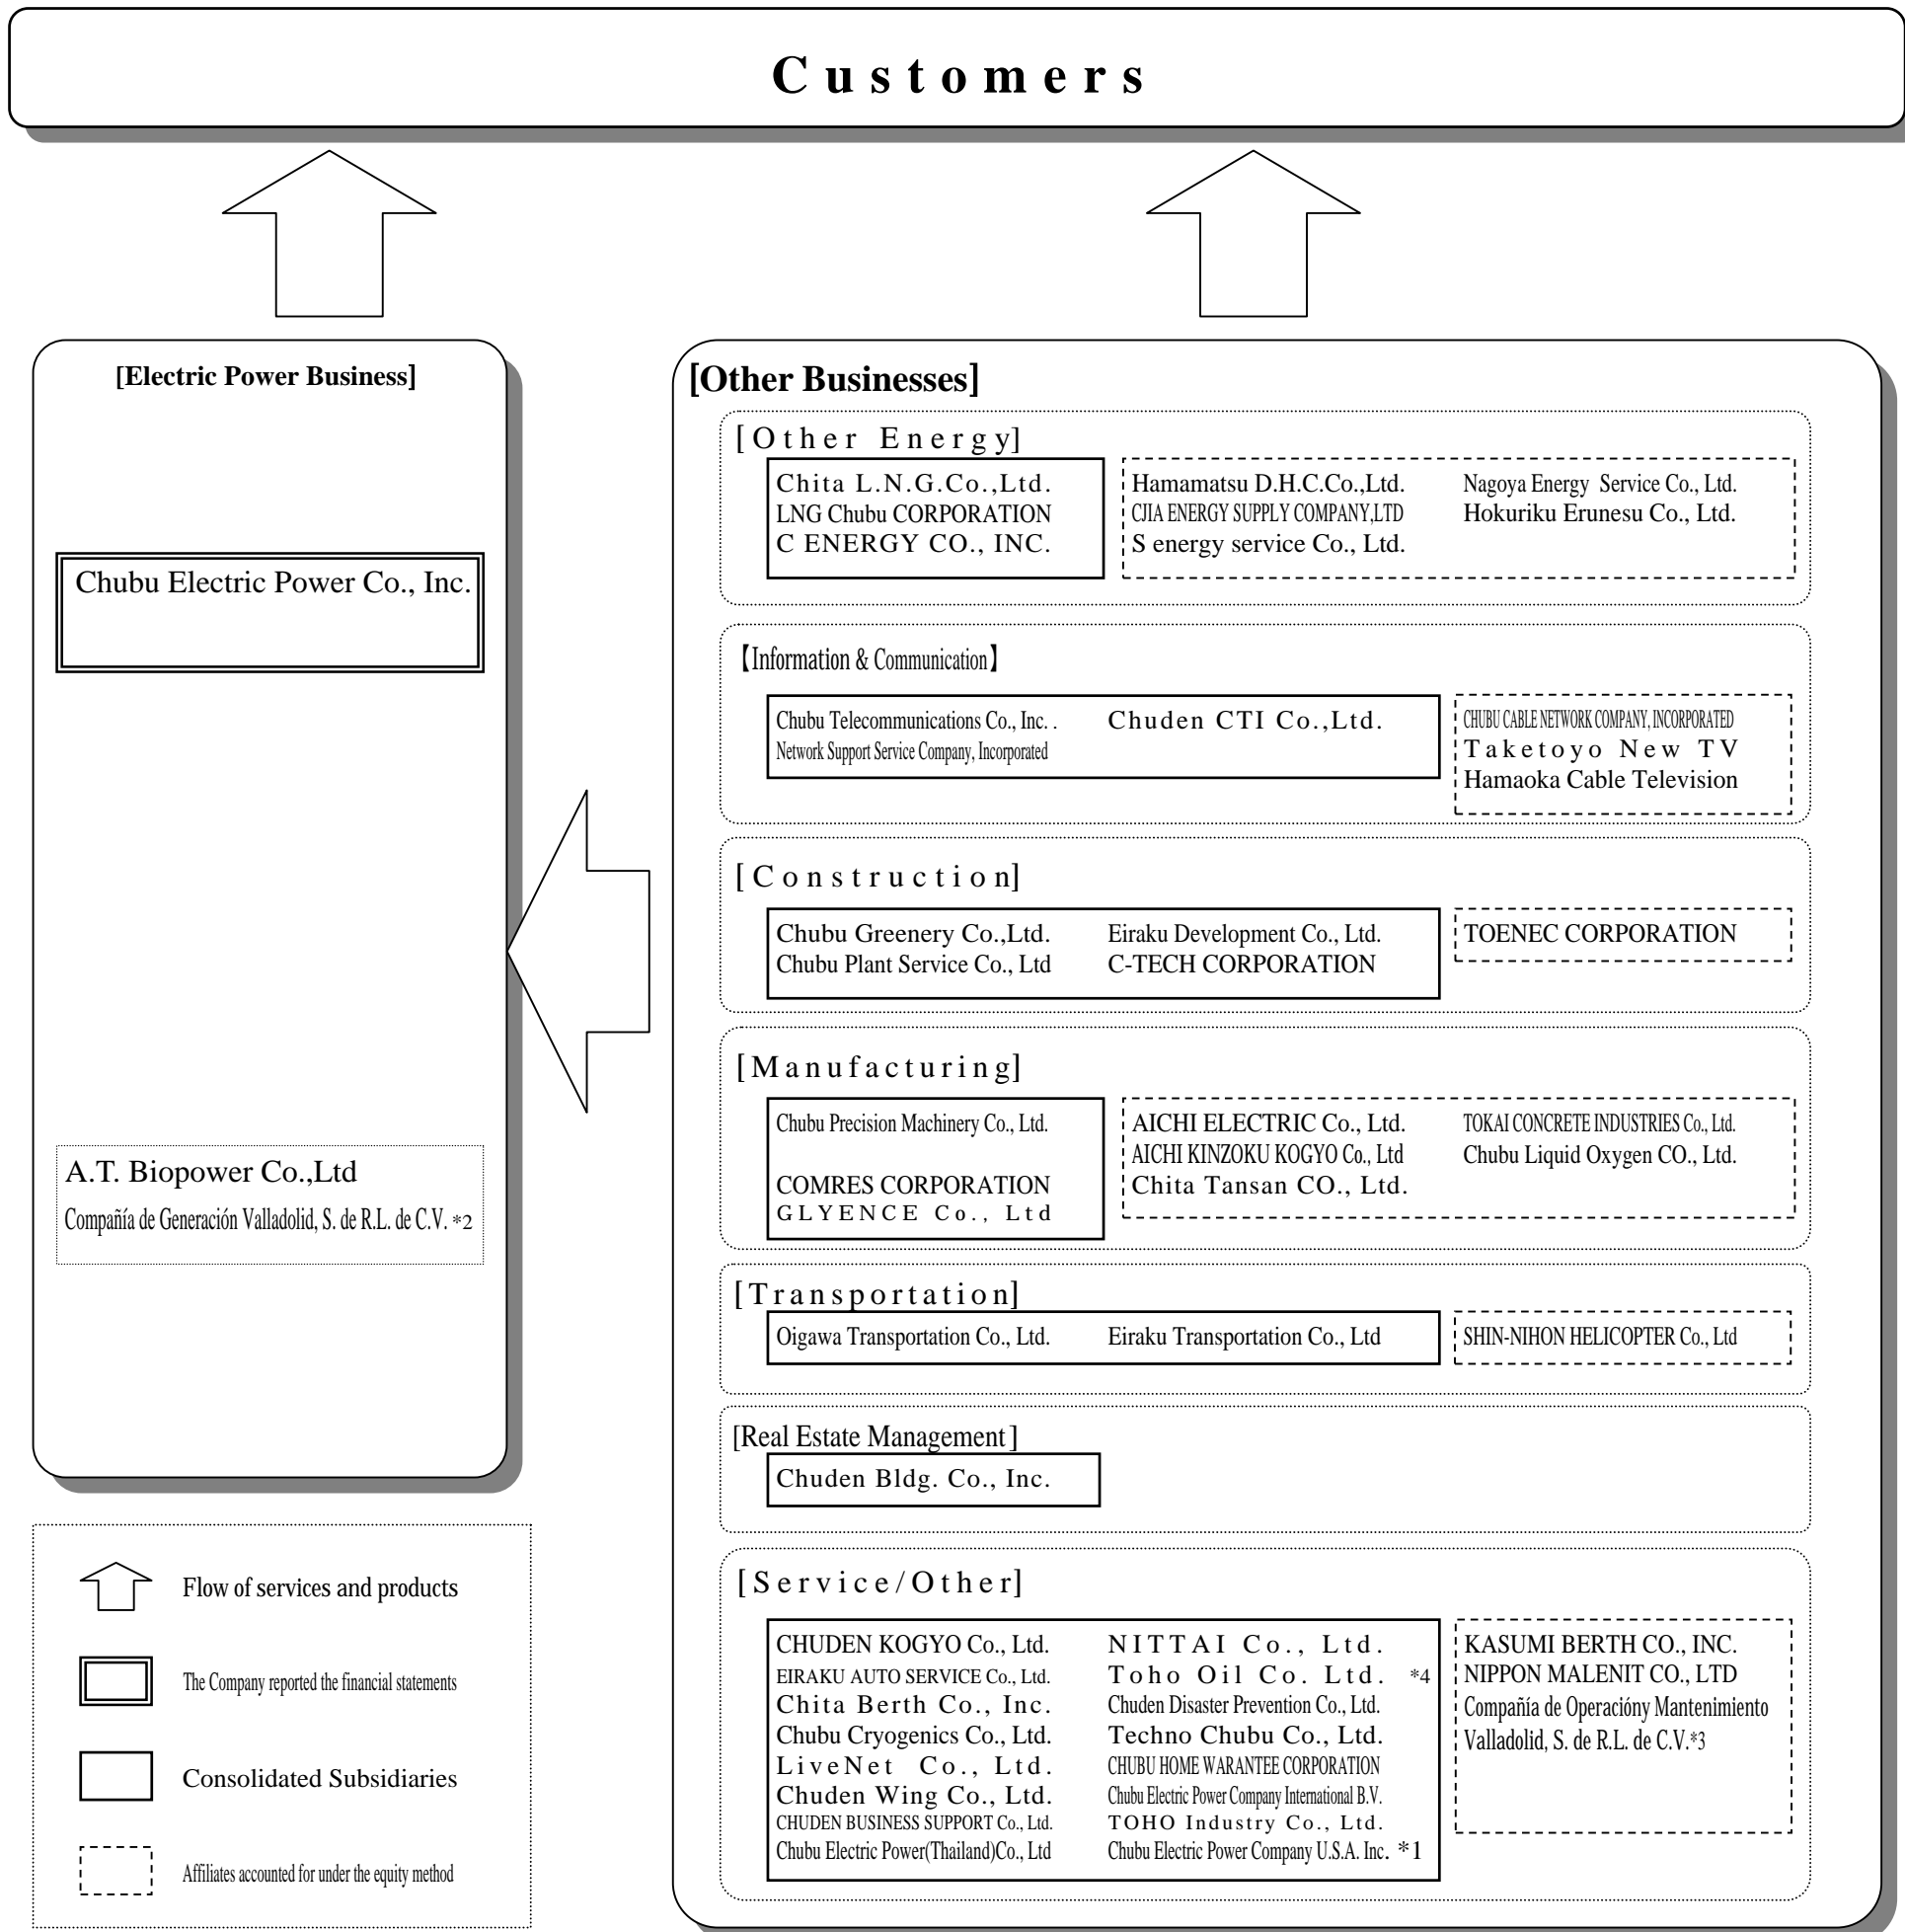 Customers
[Electric Power Business]
Chubu Electric Power Co., Inc.
A.T. Biopower Co.,Ltd
Compañía de Generación Valladolid, S. de R.L. de C.V. *2
[Other Businesses]
[Other Energy]
Chita L.N.G.Co.,Ltd.
LNG Chubu CORPORATION
C ENERGY CO., INC.
Hamamatsu D.H.C.Co.,Ltd.
CJIA ENERGY SUPPLY COMPANY,LTD
S energy service Co., Ltd.
Nagoya Energy Service Co., Ltd.
Hokuriku Erunesu Co., Ltd.
【Information & Communication】
Chubu Telecommunications Co., Inc. .
Network Support Service Company, Incorporated
Chuden CTI Co.,Ltd.
CHUBU CABLE NETWORK COMPANY, INCORPORATED
Taketoyo New TV
Hamaoka Cable Television
[Construction]
Chubu Greenery Co.,Ltd.
Chubu Plant Service Co., Ltd
Eiraku Development Co., Ltd.
C-TECH CORPORATION
TOENEC CORPORATION
[Manufacturing]
Chubu Precision Machinery Co., Ltd.
COMRES CORPORATION
GLYENCE Co., Ltd
AICHI ELECTRIC Co., Ltd.
AICHI KINZOKU KOGYO Co., Ltd
Chita Tansan CO., Ltd.
TOKAI CONCRETE INDUSTRIES Co., Ltd.
Chubu Liquid Oxygen CO., Ltd.
[Transportation]
Oigawa Transportation Co., Ltd.
Eiraku Transportation Co., Ltd
SHIN-NIHON HELICOPTER Co., Ltd
[Real Estate Management]
Chuden Bldg. Co., Inc.
[Service/Other]
CHUDEN KOGYO Co., Ltd.
EIRAKU AUTO SERVICE Co., Ltd.
Chita Berth Co., Inc.
Chubu Cryogenics Co., Ltd.
LiveNet Co., Ltd.
Chuden Wing Co., Ltd.
CHUDEN BUSINESS SUPPORT Co., Ltd.
Chubu Electric Power(Thailand)Co., Ltd
NITTAI Co., Ltd.
Toho Oil Co. Ltd. *4
Chuden Disaster Prevention Co., Ltd.
Techno Chubu Co., Ltd.
CHUBU HOME WARANTEE CORPORATION
Chubu Electric Power Company International B.V.
TOHO Industry Co., Ltd.
Chubu Electric Power Company U.S.A. Inc. *1
KASUMI BERTH CO., INC.
NIPPON MALENIT CO., LTD
Compañía de Operacióny Mantenimiento
Valladolid, S. de R.L. de C.V.*3
Flow of services and products
The Company reported the financial statements
Consolidated Subsidiaries
Affiliates accounted for under the equity method